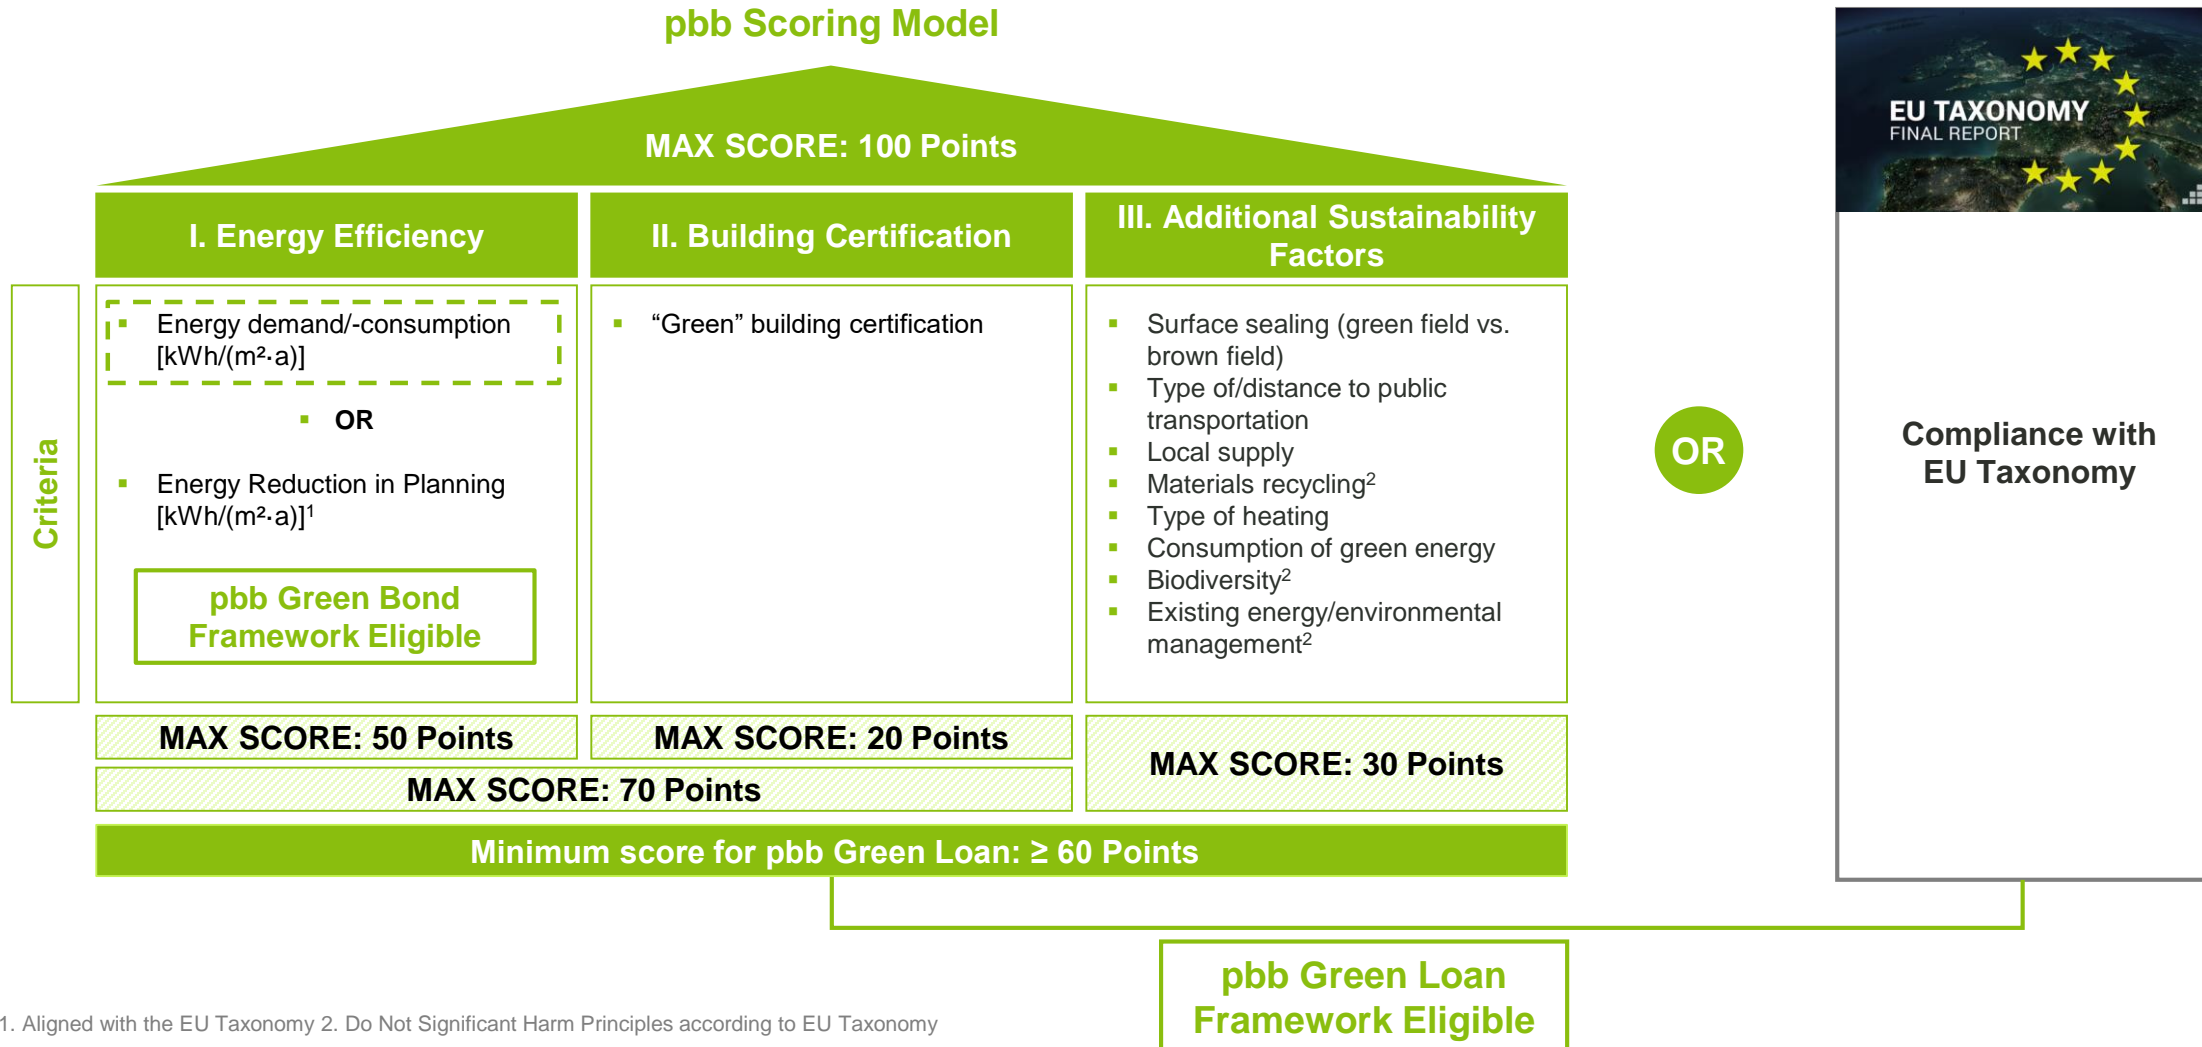 pbb Scoring Model
MAX SCORE: 100 Points
I. Energy Efficiency
II. Building Certification
III. Additional Sustainability
Factors
Criteria
▪ Energy demand/-consumption
[kWh/(m²·a)]
▪ OR
▪ Energy Reduction in Planning
[kWh/(m²·a)]¹
pbb Green Bond
Framework Eligible
▪ “Green” building certification
▪ Surface sealing (green field vs.
brown field)
▪ Type of/distance to public
transportation
▪ Local supply
▪ Materials recycling²
▪ Type of heating
▪ Consumption of green energy
▪ Biodiversity²
▪ Existing energy/environmental
management²
MAX SCORE: 50 Points
MAX SCORE: 20 Points
MAX SCORE: 70 Points
MAX SCORE: 30 Points
Minimum score for pbb Green Loan: ≥ 60 Points
OR
EU TAXONOMY
FINAL REPORT
Compliance with
EU Taxonomy
pbb Green Loan
Framework Eligible
1. Aligned with the EU Taxonomy 2. Do Not Significant Harm Principles according to EU Taxonomy